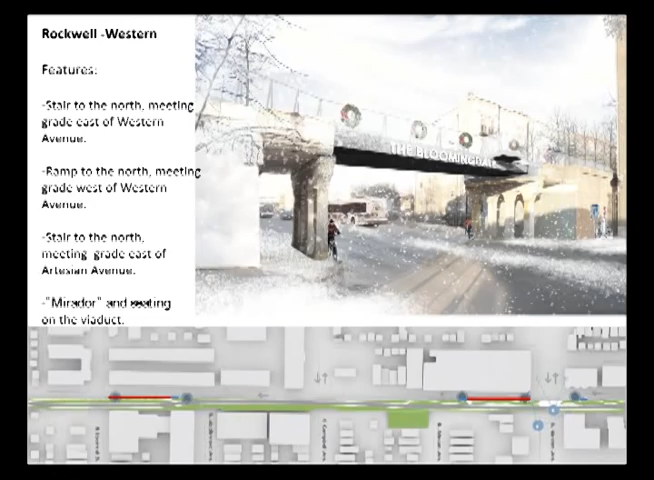 Rockwell -Western
Features:
-Stair to the north, meeting
grade east of Western
Avenue.
-Ramp to the north, meeting
grade west of Western
Avenue.
-Stair to the north,
meeting grade east of
Artesian Avenue.
-"Mirador" and seating
on the viaduct.
THE BLOOMINGDA